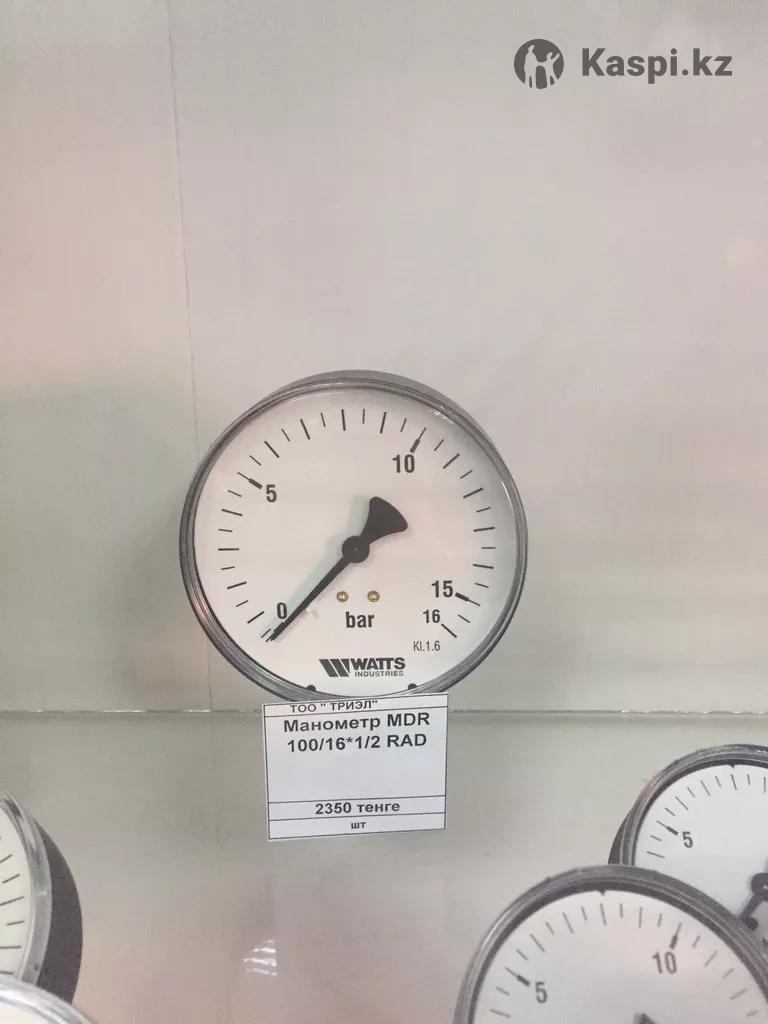 Kaspi.kz
10
5
0
15
16
bar
Kl.1.6
WATTS
INDUSTRIES
ТОО " ТРИЭЛ"
Манометр MDR
100/16*1/2 RAD
2350 тенге
шт
5
10
5